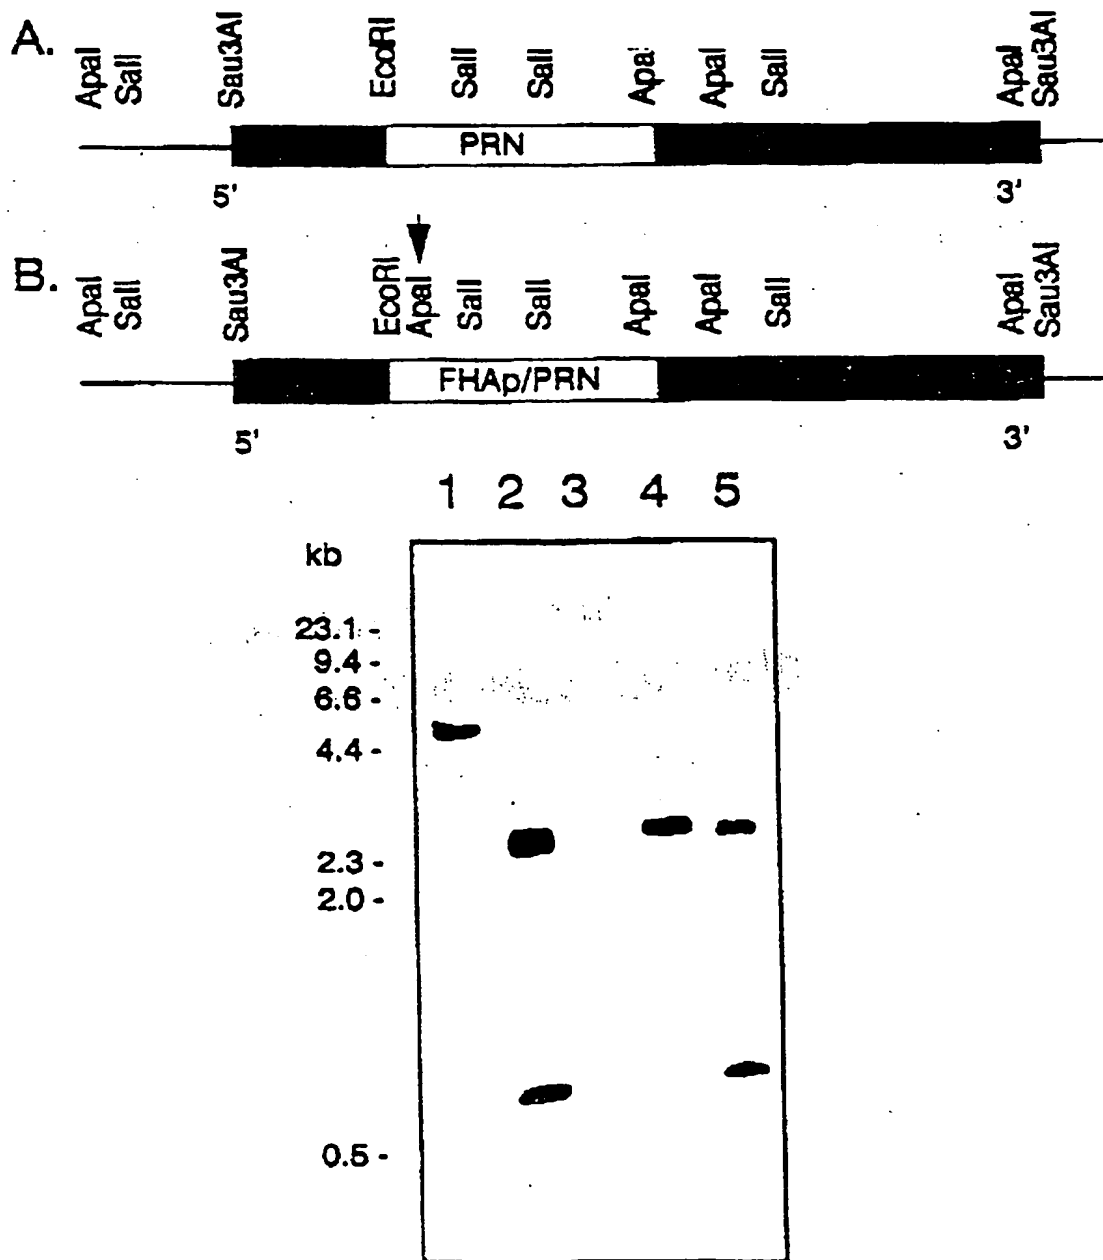 A.
ApaI SalI Sau3AI EcoRI SalI SalI ApaI ApaI SalI ApaI Sau3AI
PRN
5' 3'
B.
ApaI SalI Sau3AI EcoRI ApaI SalI SalI ApaI ApaI SalI ApaI Sau3AI
FHAp/PRN
5' 3'
1 2 3 4 5
kb
23.1 -
9.4 -
6.6 -
4.4 -
2.3 -
2.0 -
0.5 -